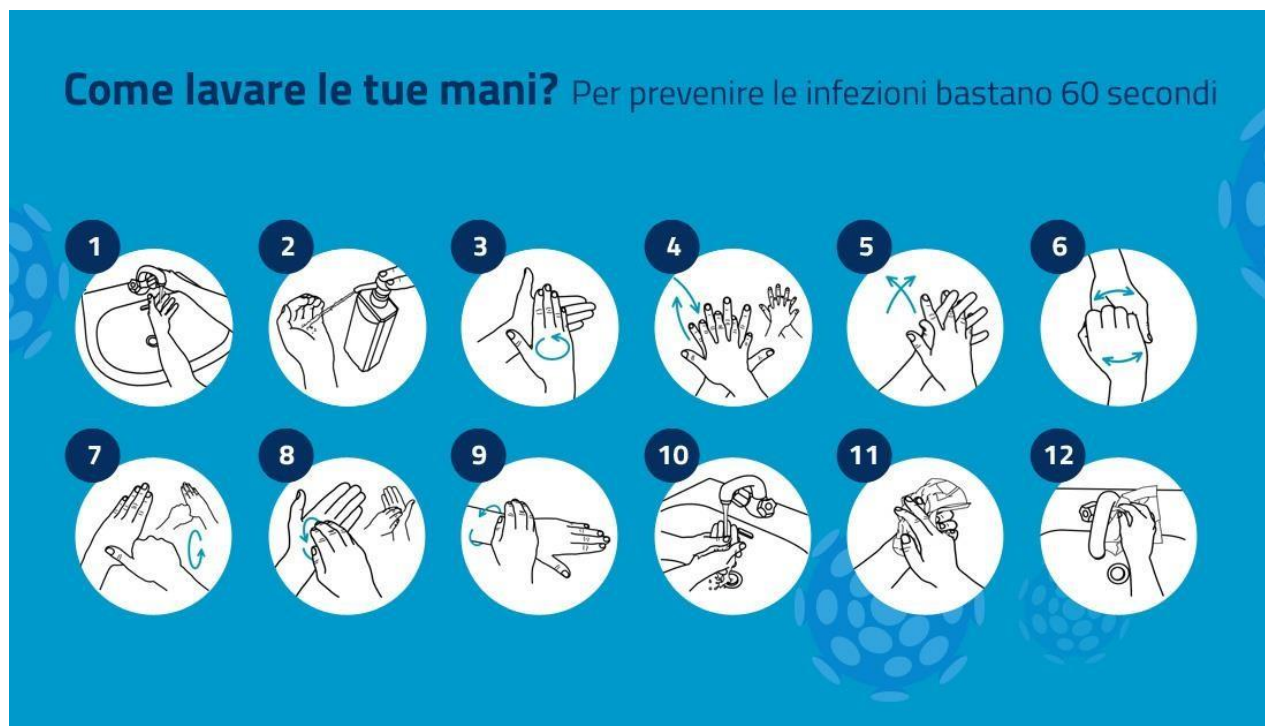 Come lavare le tue mani? Per prevenire le infezioni bastano 60 secondi
1 2 3 4 5 6
7 8 9 10 11 12